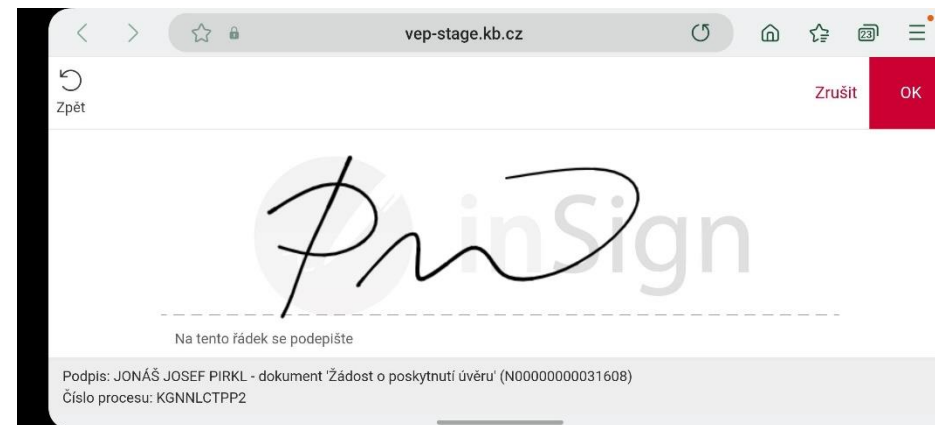 vep-stage.kb.cz
23
Zpět
Zrušit OK
inSign
Na tento řádek se podepište
Podpis: JONÁŠ JOSEF PIRKL - dokument 'Žádost o poskytnutí úvěru' (N00000000031608)
Číslo procesu: KGNNLCTPP2